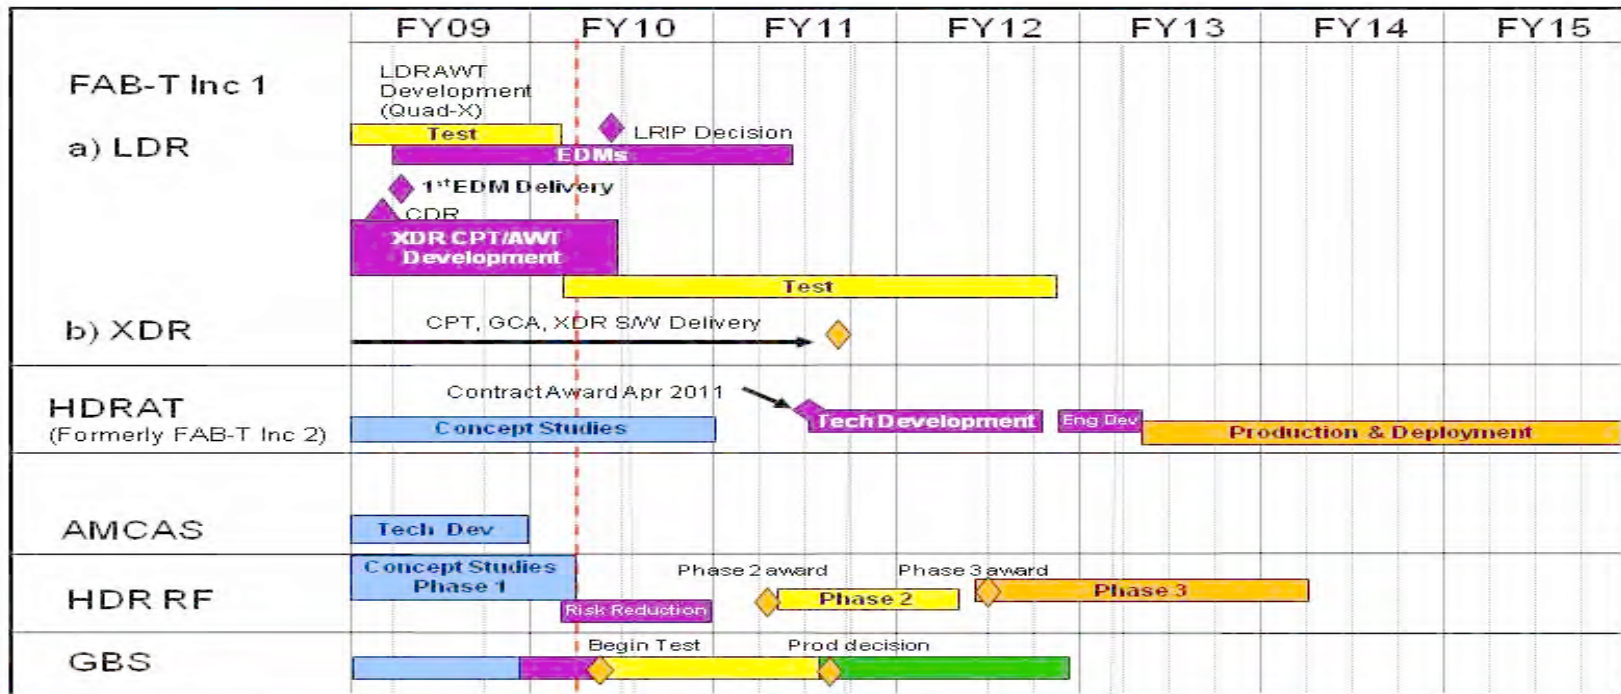 FY09 FY10 FY11 FY12 FY13 FY14 FY15
FAB-T Inc 1
LDRAWT
Development
(Quad-X)
Test
LRIP Decision
a) LDR
EDMs
1st EDM Delivery
CDR
XDR CPT/AWT
Development
Test
b) XDR
CPT, GCA, XDR S/W Delivery
HDRAT
(Formerly FAB-T Inc 2)
Contract Award Apr 2011
Concept Studies
Tech Development
Eng Dev
Production & Deployment
AMCAS
Tech Dev
HDR RF
Concept Studies
Phase 1
Risk Reduction
Phase 2 award
Phase 2
Phase 3 award
Phase 3
GBS
Begin Test
Prod decision